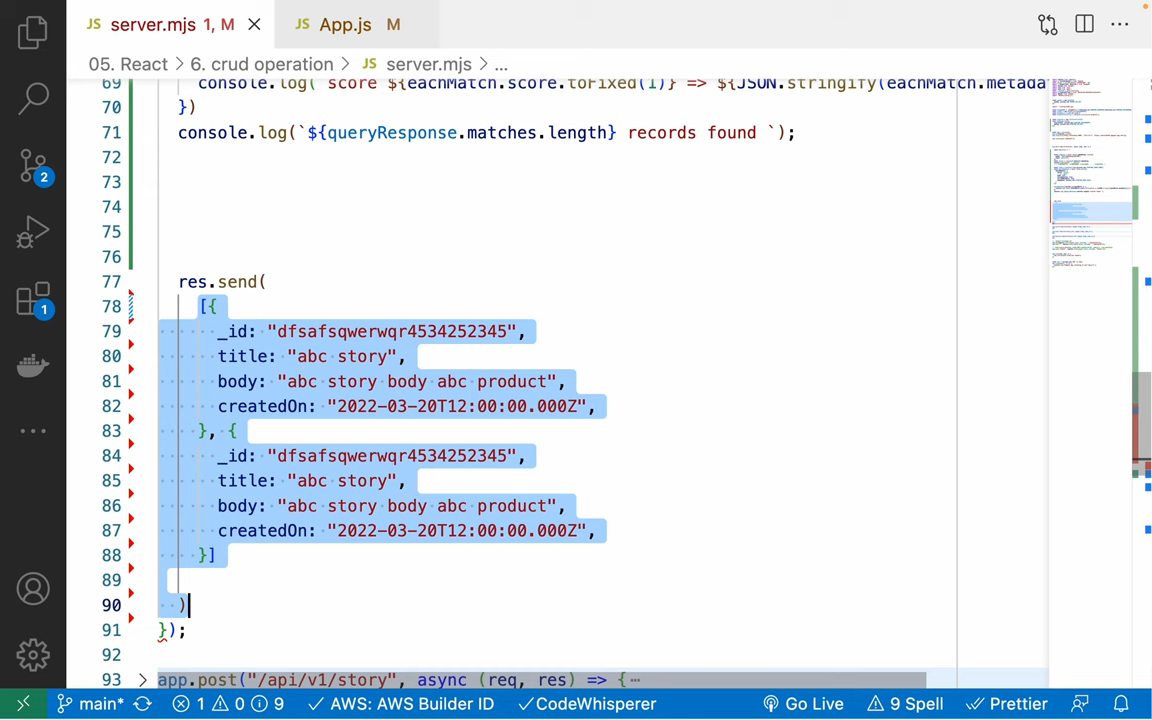 JS server.mjs 1, M
JS App.js M
05. React > 6. crud operation > JS server.mjs > ...
69 console.log(`score ${eachMatch.score.toFixed(1)} => ${JSON.stringify(eachMatch.metada
70 })
71 console.log(`${queryResponse.matches.length} records found `);
72
73
74
75
76
77 res.send(
78 [{
79 _id: "dfsafsqwerwqr4534252345",
80 title: "abc story",
81 body: "abc story body abc product",
82 createdOn: "2022-03-20T12:00:00.000Z",
83 }, {
84 _id: "dfsafsqwerwqr4534252345",
85 title: "abc story",
86 body: "abc story body abc product",
87 createdOn: "2022-03-20T12:00:00.000Z",
88 }]
89
90 )
91 });
92
93 > app.post("/api/v1/story", async (req, res) => {…
2
1
main* 1 0 9 AWS: AWS Builder ID CodeWhisperer Go Live 9 Spell Prettier